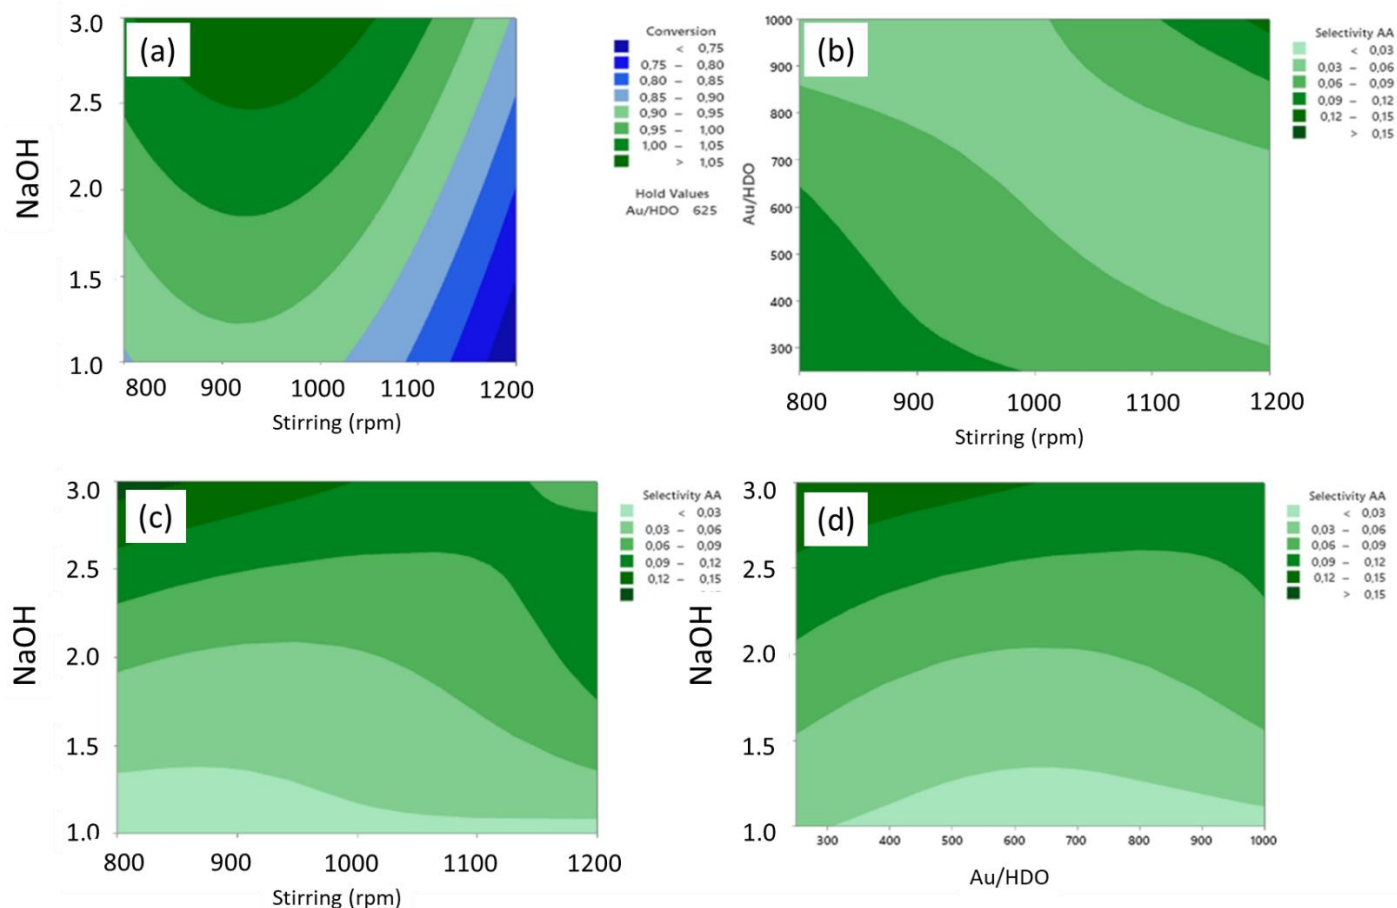 (a)
3.0
2.5
2.0
1.5
1.0
NaOH
800 900 1000 1100 1200
Stirring (rpm)
Conversion
< 0,75
0,75 – 0,80
0,80 – 0,85
0,85 – 0,90
0,90 – 0,95
0,95 – 1,00
1,00 – 1,05
> 1,05
Hold Values
Au/HDO 625
(b)
1000
900
800
700
600
500
400
300
Au/HDO
800 900 1000 1100 1200
Stirring (rpm)
Selectivity AA
< 0,03
0,03 – 0,06
0,06 – 0,09
0,09 – 0,12
0,12 – 0,15
> 0,15
(c)
3.0
2.5
2.0
1.5
1.0
NaOH
800 900 1000 1100 1200
Stirring (rpm)
Selectivity AA
< 0,03
0,03 – 0,06
0,06 – 0,09
0,09 – 0,12
0,12 – 0,15
(d)
3.0
2.5
2.0
1.5
1.0
NaOH
300 400 500 600 700 800 900 1000
Au/HDO
Selectivity AA
< 0,03
0,03 – 0,06
0,06 – 0,09
0,09 – 0,12
0,12 – 0,15
> 0,15